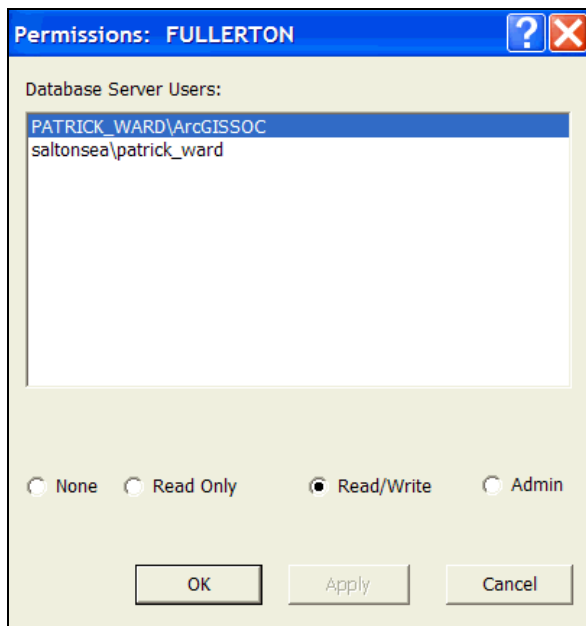 Permissions: FULLERTON
Database Server Users:
PATRICK_WARD\ArcGISSOC
saltonsea\patrick_ward
None Read Only Read/Write Admin
OK Apply Cancel